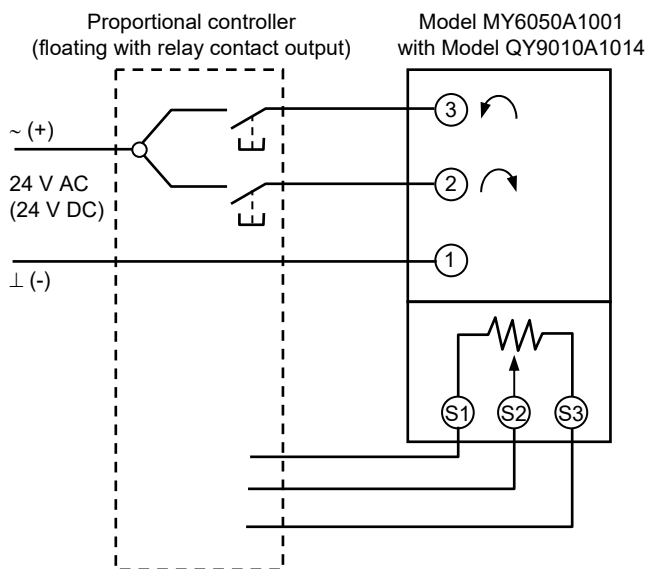 Proportional controller
(floating with relay contact output)
Model MY6050A1001
with Model QY9010A1014
~ (+)
24 V AC
(24 V DC)
⊥ (-)
3
2
1
S1
S2
S3